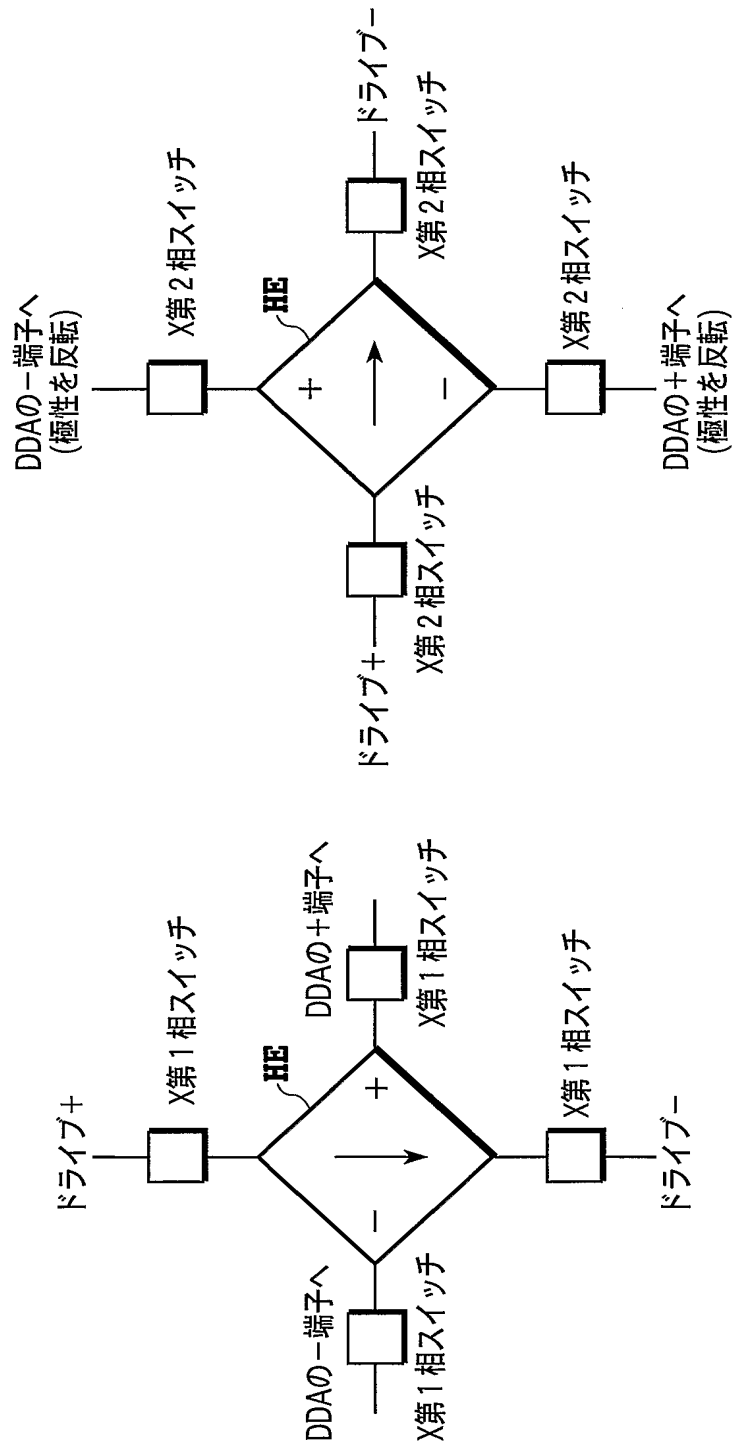 ドライブ+
X第1相スイッチ
HE
DDAの+端子へ
X第1相スイッチ
+
−
DDAの−端子へ
X第1相スイッチ
X第1相スイッチ
ドライブ−
DDAの−端子へ
(極性を反転)
X第2相スイッチ
HE
ドライブ−
X第2相スイッチ
+
−
ドライブ+
X第2相スイッチ
X第2相スイッチ
DDAの+端子へ
(極性を反転)